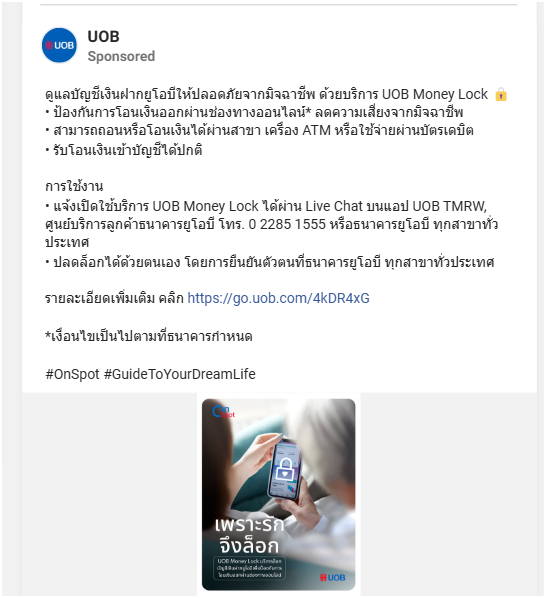 UOB
UOB
Sponsored
ดูแลบัญชีเงินฝากยูโอบีให้ปลอดภัยจากมิจฉาชีพ ด้วยบริการ UOB Money Lock 🔒
• ป้องกันการโอนเงินออกผ่านช่องทางออนไลน์* ลดความเสี่ยงจากมิจฉาชีพ
• สามารถถอนหรือโอนเงินได้ผ่านสาขา เครื่อง ATM หรือใช้จ่ายผ่านบัตรเดบิต
• รับโอนเงินเข้าบัญชีได้ปกติ
การใช้งาน
• แจ้งเปิดใช้บริการ UOB Money Lock ได้ผ่าน Live Chat บนแอป UOB TMRW,
ศูนย์บริการลูกค้าธนาคารยูโอบี โทร. 0 2285 1555 หรือธนาคารยูโอบี ทุกสาขาทั่ว
ประเทศ
• ปลดล็อกได้ด้วยตนเอง โดยการยืนยันตัวตนที่ธนาคารยูโอบี ทุกสาขาทั่วประเทศ
รายละเอียดเพิ่มเติม คลิก https://go.uob.com/4kDR4xG
*เงื่อนไขเป็นไปตามที่ธนาคารกำหนด
#OnSpot #GuideToYourDreamLife
On
Spot
เพราะรัก
จึงล็อก
UOB Money Lock บริการล็อก
บัญชีเงินฝากยูโอบีเพื่อป้องกันการ
โอนเงินออกผ่านช่องทางออนไลน์
UOB